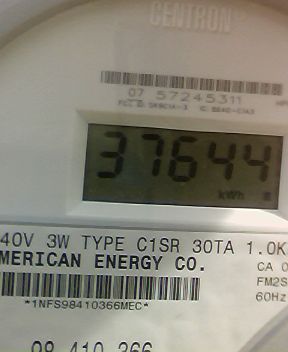 CENTRON®
07 57245311
37644
kWh
40V 3W TYPE C1SR 30TA 1.0K
MERICAN ENERGY CO.
CA 0
FM2S
60Hz
*1NFS98410366MEC*
98 410 366